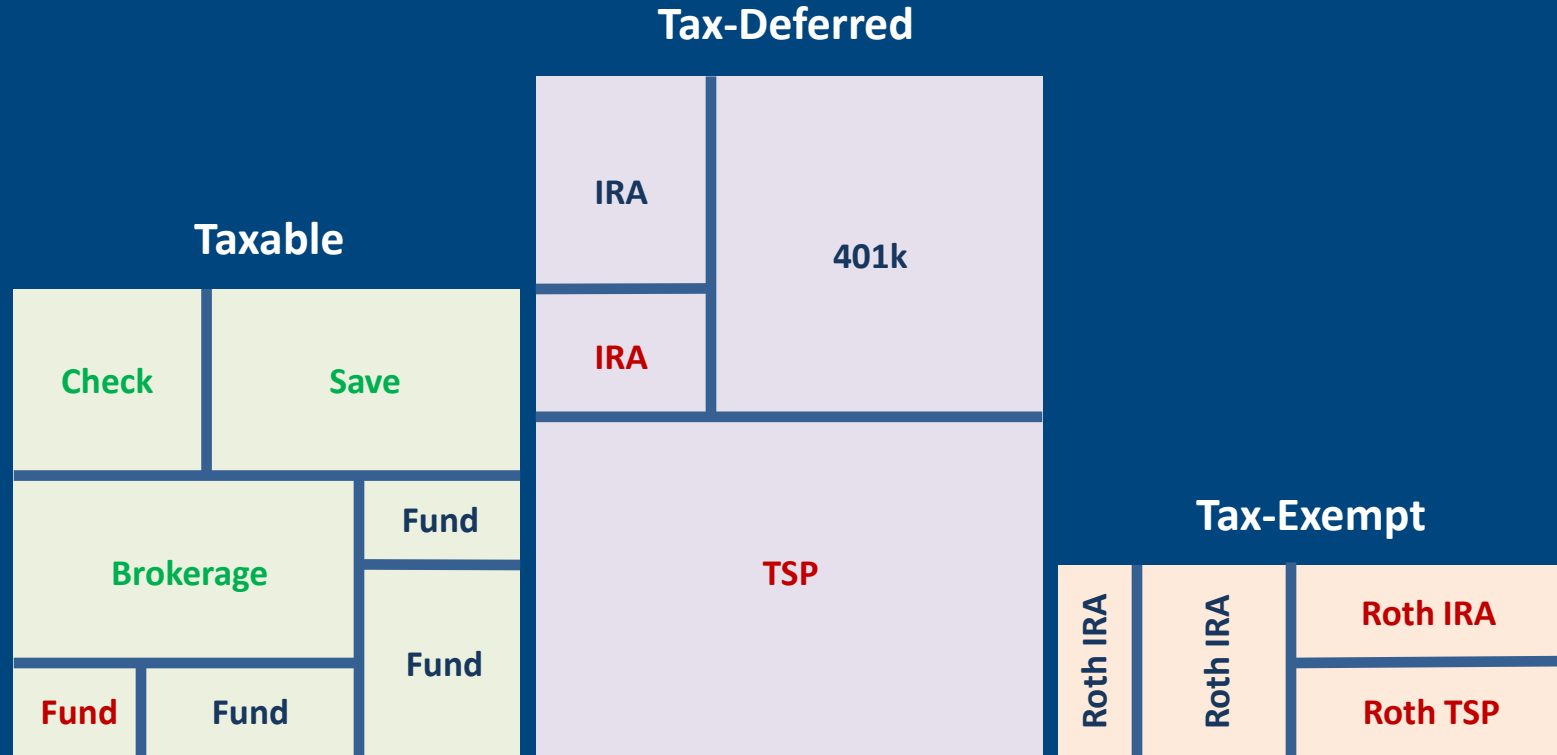 Tax-Deferred
Taxable
Tax-Exempt
Check
Save
Brokerage
Fund
Fund
Fund
Fund
IRA
401k
IRA
TSP
Roth IRA
Roth IRA
Roth IRA
Roth TSP